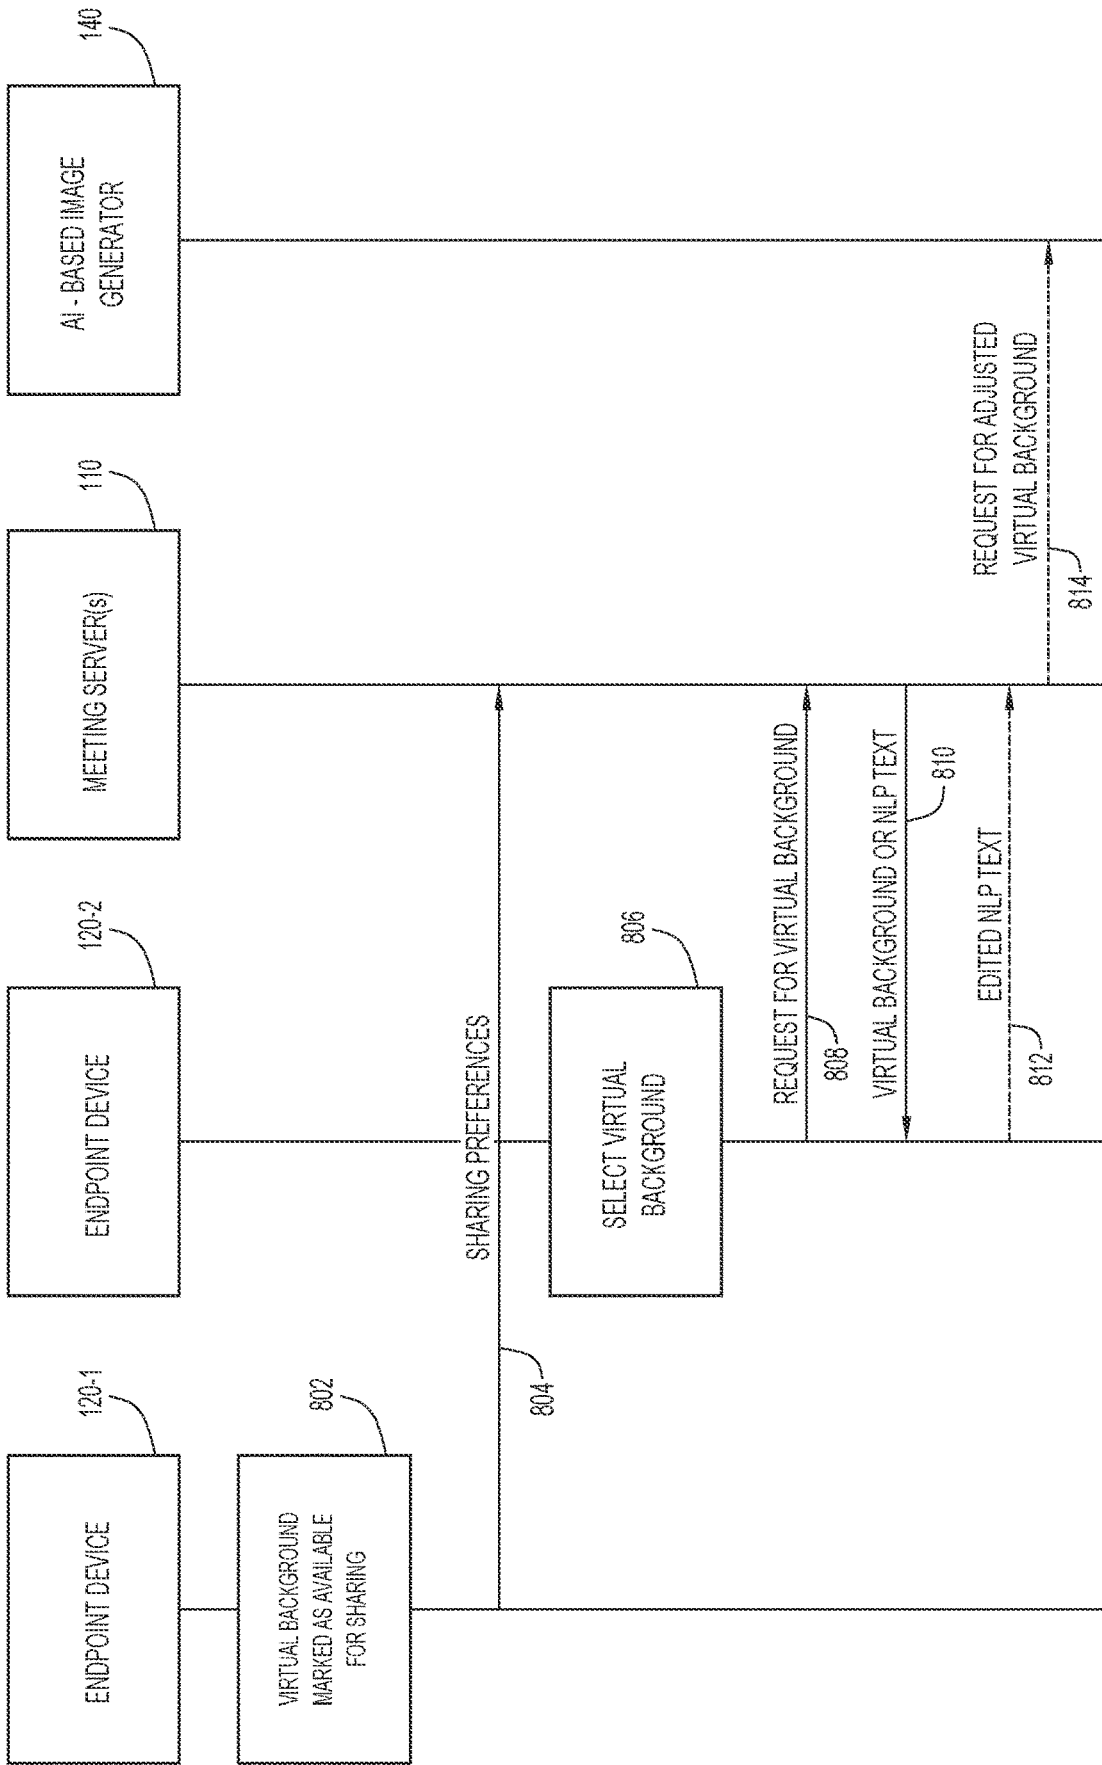 120-1
120-2
110
140
ENDPOINT DEVICE
ENDPOINT DEVICE
MEETING SERVER(s)
AI - BASED IMAGE
GENERATOR
802
VIRTUAL BACKGROUND
MARKED AS AVAILABLE
FOR SHARING
SHARING PREFERENCES
804
806
SELECT VIRTUAL
BACKGROUND
REQUEST FOR VIRTUAL BACKGROUND
808
VIRTUAL BACKGROUND OR NLP TEXT
810
EDITED NLP TEXT
812
REQUEST FOR ADJUSTED
VIRTUAL BACKGROUND
814